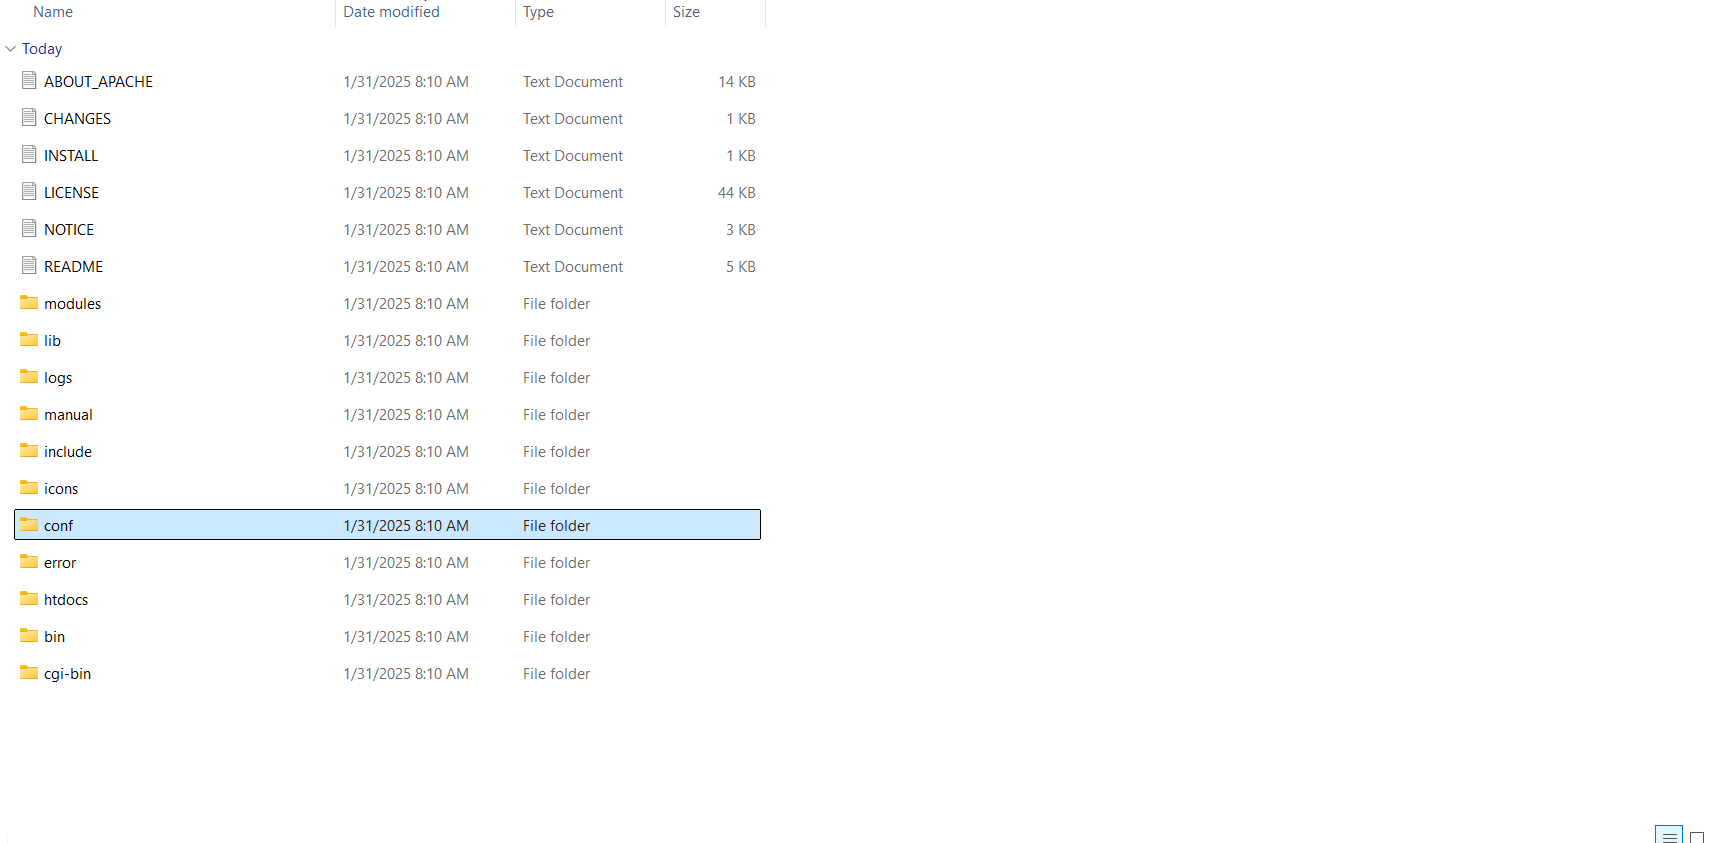 Name Date modified Type Size
Today
ABOUT_APACHE 1/31/2025 8:10 AM Text Document 14 KB
CHANGES 1/31/2025 8:10 AM Text Document 1 KB
INSTALL 1/31/2025 8:10 AM Text Document 1 KB
LICENSE 1/31/2025 8:10 AM Text Document 44 KB
NOTICE 1/31/2025 8:10 AM Text Document 3 KB
README 1/31/2025 8:10 AM Text Document 5 KB
modules 1/31/2025 8:10 AM File folder
lib 1/31/2025 8:10 AM File folder
logs 1/31/2025 8:10 AM File folder
manual 1/31/2025 8:10 AM File folder
include 1/31/2025 8:10 AM File folder
icons 1/31/2025 8:10 AM File folder
conf 1/31/2025 8:10 AM File folder
error 1/31/2025 8:10 AM File folder
htdocs 1/31/2025 8:10 AM File folder
bin 1/31/2025 8:10 AM File folder
cgi-bin 1/31/2025 8:10 AM File folder